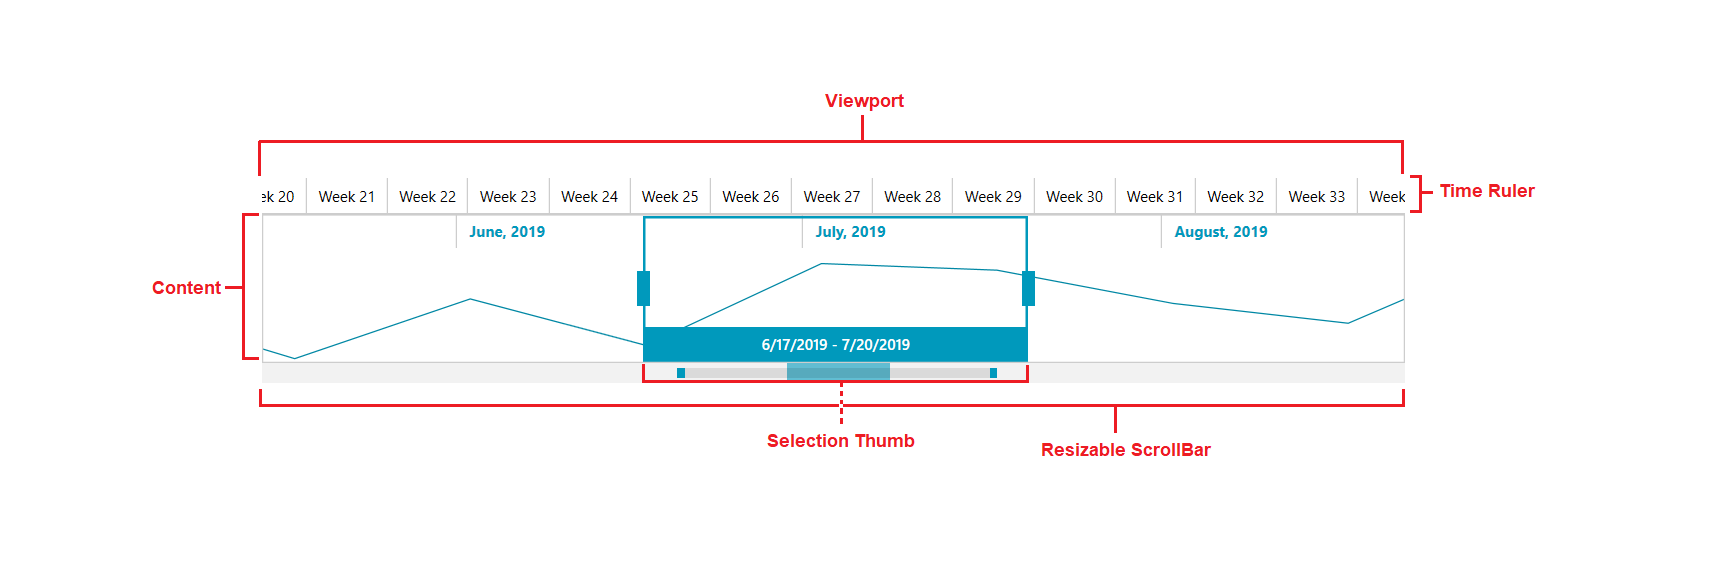 Viewport
ek 20 Week 21 Week 22 Week 23 Week 24 Week 25 Week 26 Week 27 Week 28 Week 29 Week 30 Week 31 Week 32 Week 33 Week
Time Ruler
June, 2019 July, 2019 August, 2019
Content
6/17/2019 - 7/20/2019
Selection Thumb
Resizable ScrollBar